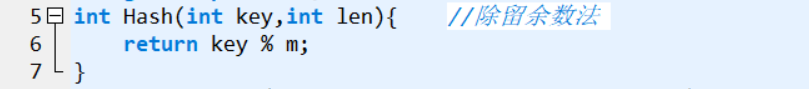 5 int Hash(int key,int len){ //除留余数法
6 return key % m;
7 }